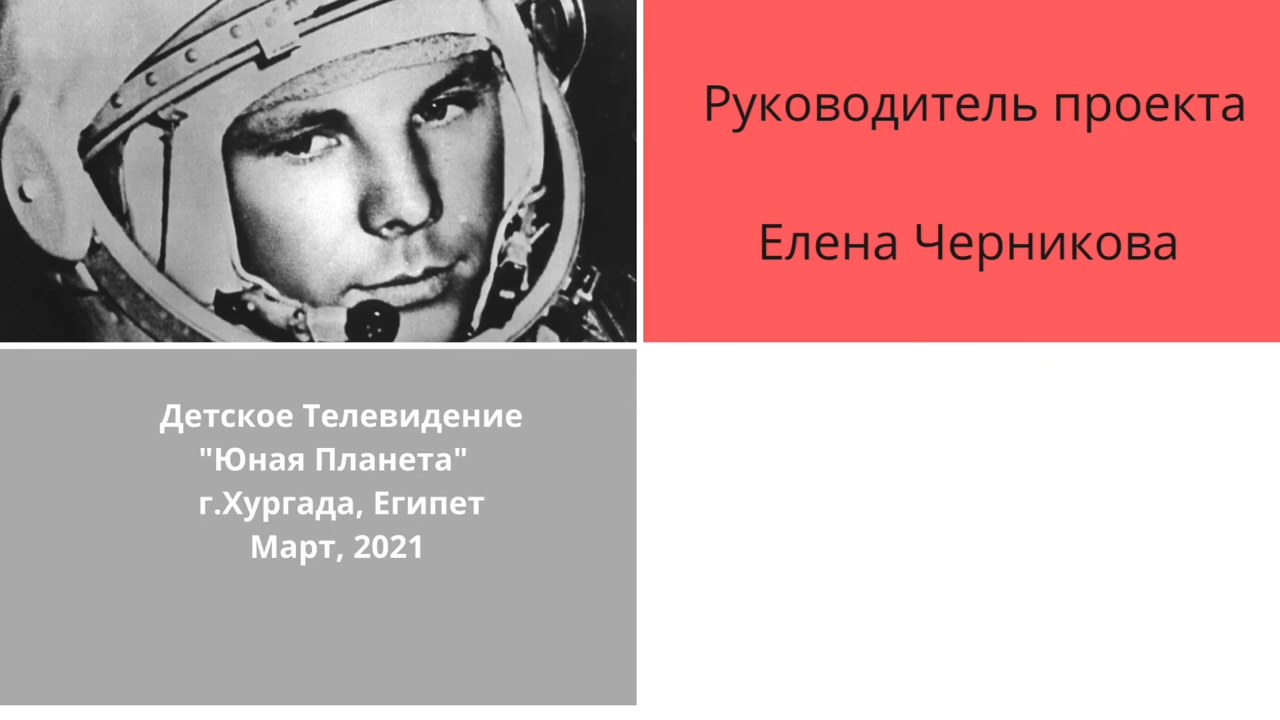 Руководитель проекта
Елена Черникова
Детское Телевидение
"Юная Планета"
г.Хургада, Египет
Март, 2021